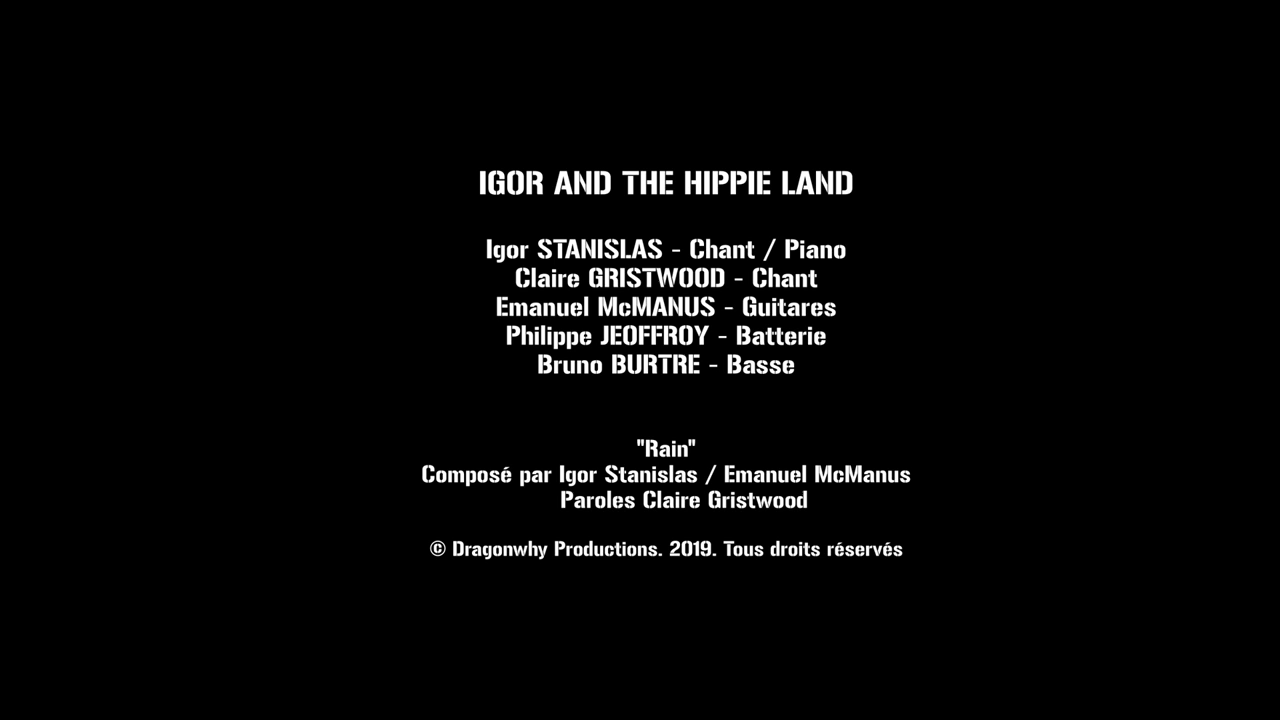 IGOR AND THE HIPPIE LAND
Igor STANISLAS - Chant / Piano
Claire GRISTWOOD - Chant
Emanuel McMANUS - Guitares
Philippe JEOFFROY - Batterie
Bruno BURTRE - Basse
"Rain"
Composé par Igor Stanislas / Emanuel McManus
Paroles Claire Gristwood
© Dragonwhy Productions. 2019. Tous droits réservés